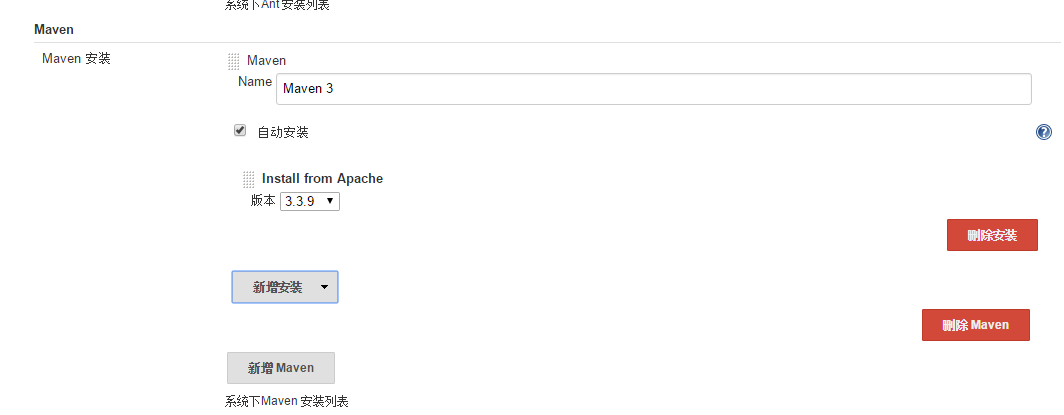 系统下Ant 安装列表
Maven
Maven 安装
Maven
Name Maven 3
自动安装
Install from Apache
版本 3.3.9
删除安装
新增安装
删除 Maven
新增 Maven
系统下Maven 安装列表